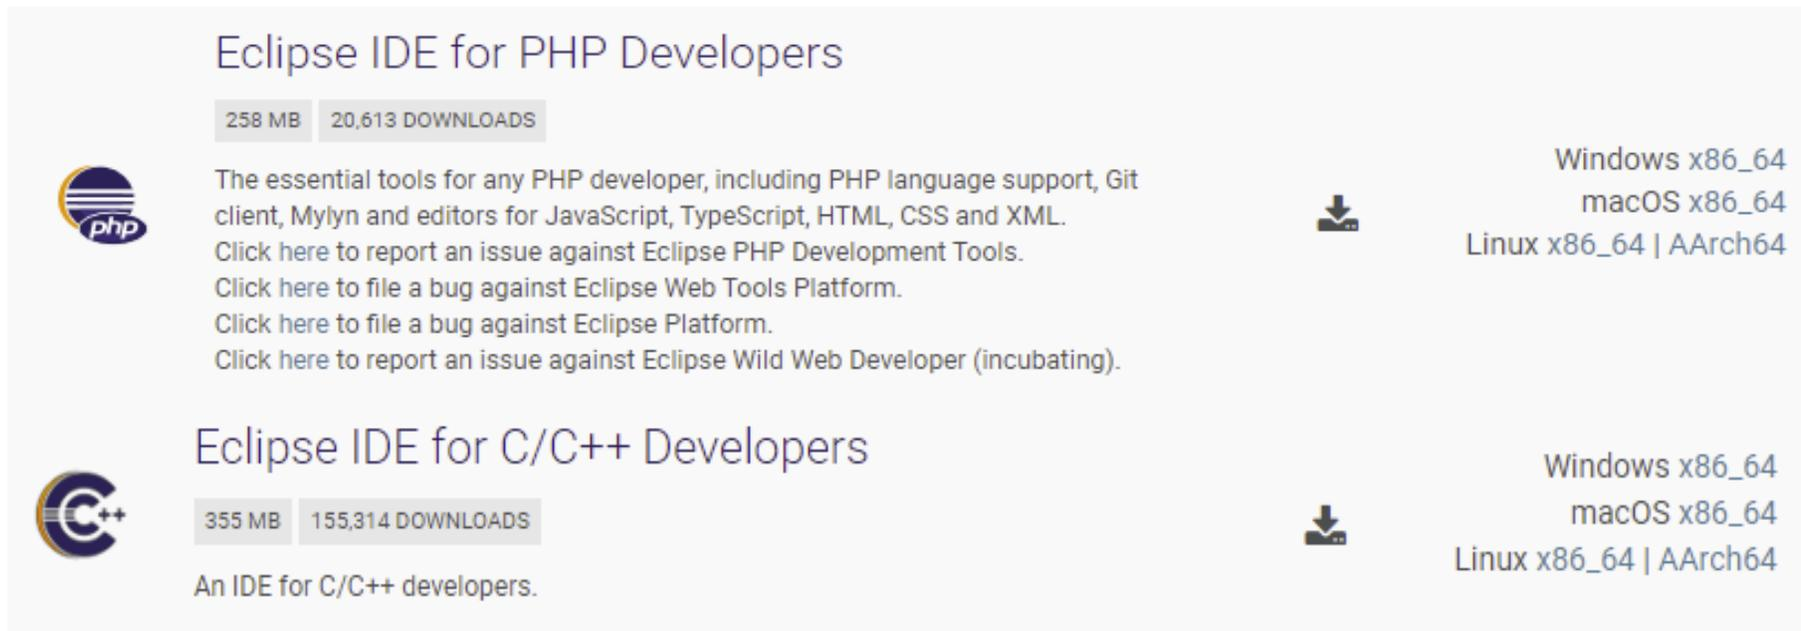 Eclipse IDE for PHP Developers
258 MB 20,613 DOWNLOADS
The essential tools for any PHP developer, including PHP language support, Git
client, Mylyn and editors for JavaScript, TypeScript, HTML, CSS and XML.
Click here to report an issue against Eclipse PHP Development Tools.
Click here to file a bug against Eclipse Web Tools Platform.
Click here to file a bug against Eclipse Platform.
Click here to report an issue against Eclipse Wild Web Developer (incubating).
php
Windows x86_64
macOS x86_64
Linux x86_64 | AArch64
Eclipse IDE for C/C++ Developers
355 MB 155,314 DOWNLOADS
An IDE for C/C++ developers.
C++
Windows x86_64
macOS x86_64
Linux x86_64 | AArch64